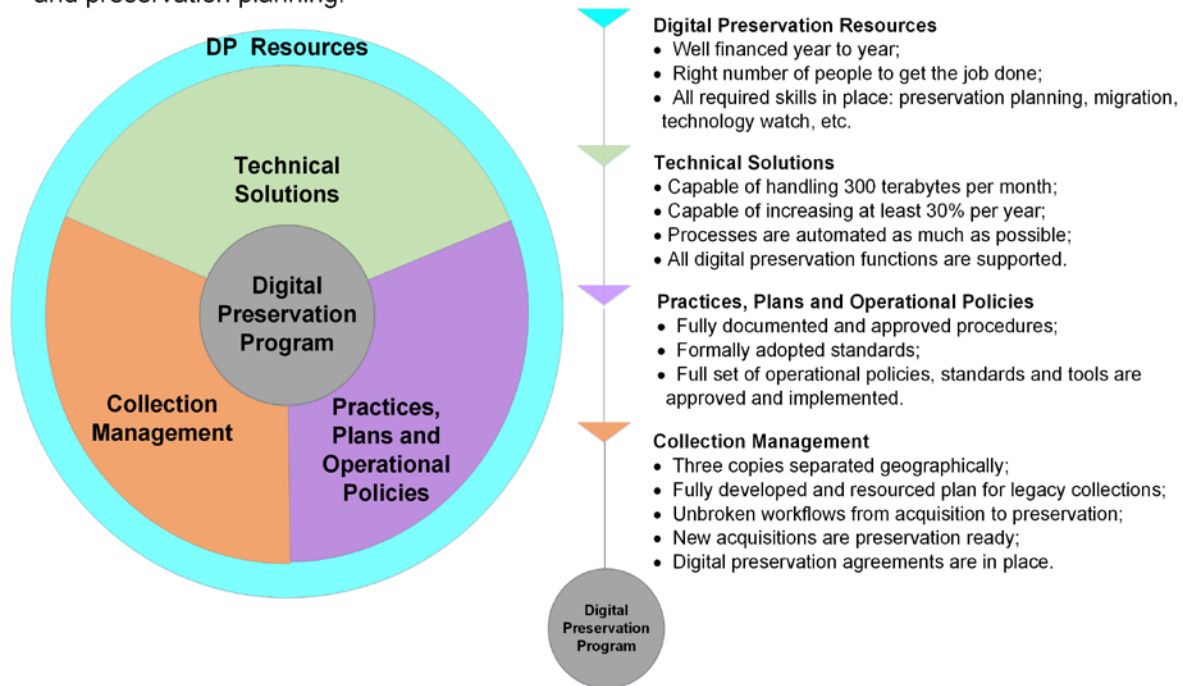 and preservation planning.
DP Resources
Technical
Solutions
Digital
Preservation
Program
Collection
Management
Practices,
Plans and
Operational
Policies
Digital Preservation Resources
• Well financed year to year;
• Right number of people to get the job done;
• All required skills in place: preservation planning, migration,
technology watch, etc.
Technical Solutions
• Capable of handling 300 terabytes per month;
• Capable of increasing at least 30% per year;
• Processes are automated as much as possible;
• All digital preservation functions are supported.
Practices, Plans and Operational Policies
• Fully documented and approved procedures;
• Formally adopted standards;
• Full set of operational policies, standards and tools are
approved and implemented.
Collection Management
• Three copies separated geographically;
• Fully developed and resourced plan for legacy collections;
• Unbroken workflows from acquisition to preservation;
• New acquisitions are preservation ready;
• Digital preservation agreements are in place.
Digital
Preservation
Program